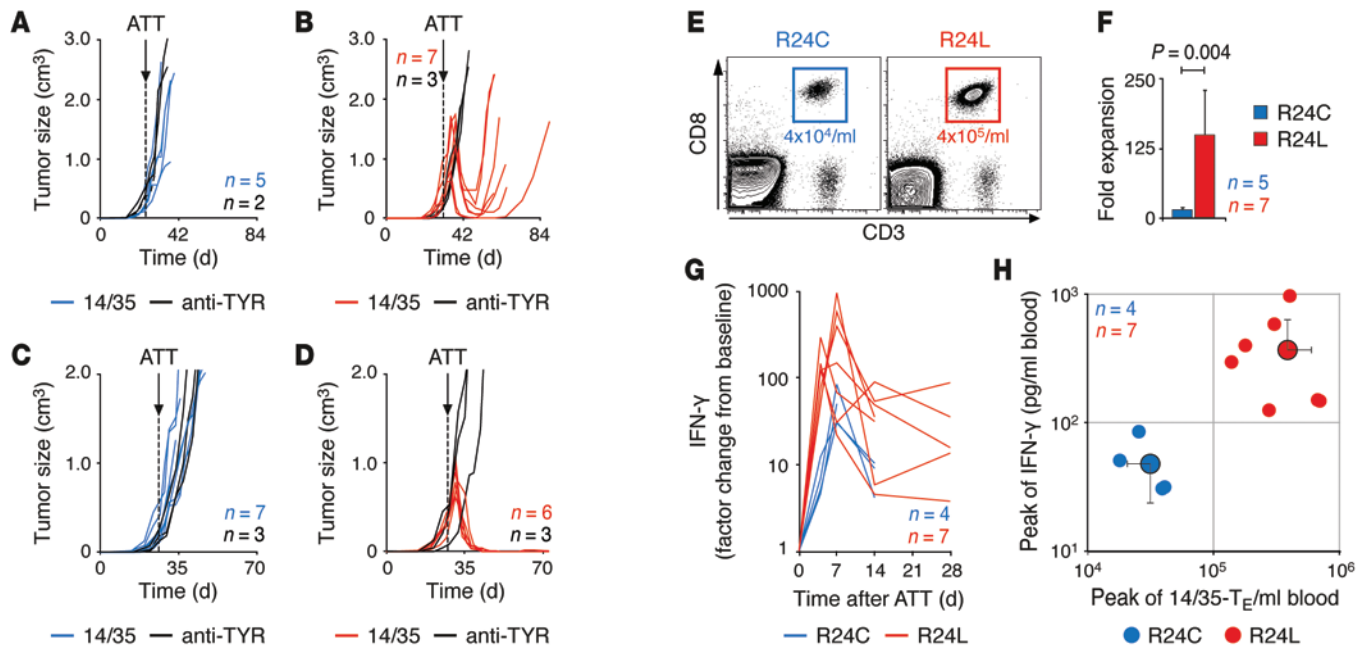 A
ATT
3.0
2.0
1.0
0
Tumor size (cm³)
n = 5
n = 2
0 42 84
Time (d)
14/35 anti-TYR
B
ATT
3.0
2.0
1.0
0
Tumor size (cm³)
n = 7
n = 3
0 42 84
Time (d)
14/35 anti-TYR
C
ATT
2.0
1.0
0
Tumor size (cm³)
n = 7
n = 3
0 35 70
Time (d)
14/35 anti-TYR
D
ATT
2.0
1.0
0
Tumor size (cm³)
n = 6
n = 3
0 35 70
Time (d)
14/35 anti-TYR
E
R24C R24L
4x10⁴/ml 4x10⁵/ml
CD8
CD3
F
P = 0.004
250
125
0
Fold expansion
R24C
R24L
n = 5
n = 7
G
1000
100
10
1
IFN-γ
(factor change from baseline)
n = 4
n = 7
0 7 14 21 28
Time after ATT (d)
R24C R24L
H
10³
10²
10¹
Peak of IFN-γ (pg/ml blood)
n = 4
n = 7
10⁴ 10⁵ 10⁶
Peak of 14/35-T_E/ml blood
R24C R24L